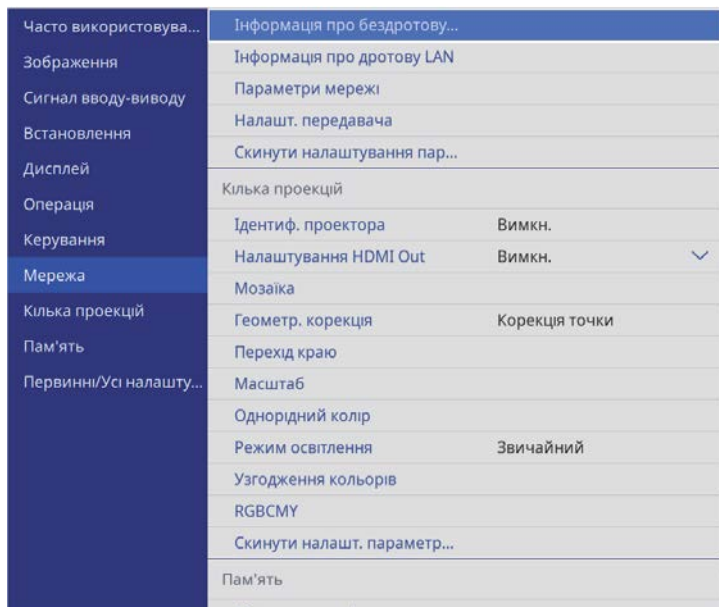 Часто використовува...
Зображення
Сигнал вводу-виводу
Встановлення
Дисплей
Операція
Керування
Мережа
Кілька проекцій
Пам'ять
Первинні/Усі налашту...
Інформація про бездротову...
Інформація про дротову LAN
Параметри мережі
Налашт. передавача
Скинути налаштування пар...
Кілька проекцій
Ідентиф. проектора Вимкн.
Налаштування HDMI Out Вимкн.
Мозаїка
Геометр. корекція Корекція точки
Перехід краю
Масштаб
Однорідний колір
Режим освітлення Звичайний
Узгодження кольорів
RGBCMY
Скинути налашт. параметр...
Пам'ять